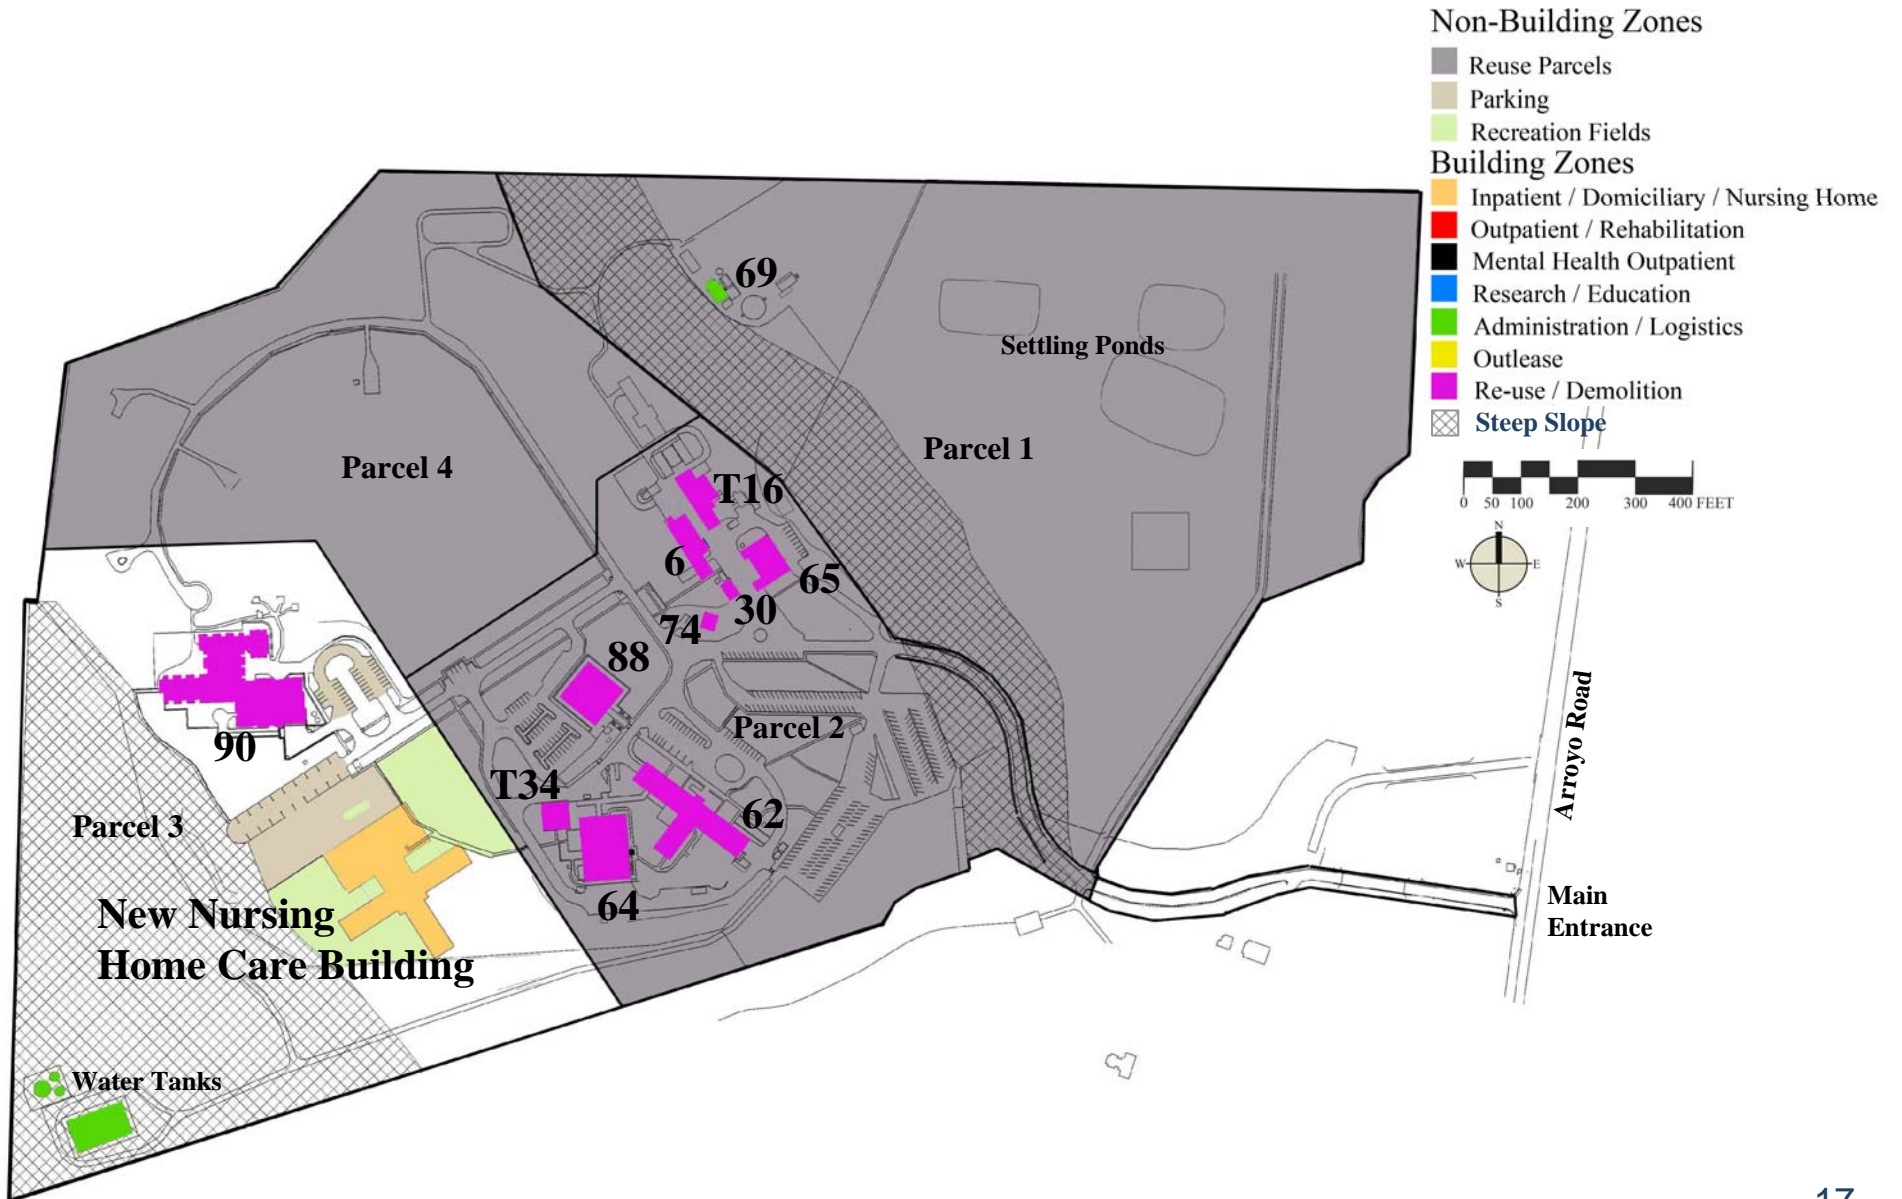 Non-Building Zones
Reuse Parcels
Parking
Recreation Fields
Building Zones
Inpatient / Domiciliary / Nursing Home
Outpatient / Rehabilitation
Mental Health Outpatient
Research / Education
Administration / Logistics
Outlease
Re-use / Demolition
Steep Slope
0 50 100 200 300 400 FEET
N
W E
S
69
Settling Ponds
Parcel 1
Parcel 4
T16
6
65
30
74
88
Parcel 2
90
T34
62
Parcel 3
64
New Nursing
Home Care Building
Water Tanks
Arroyo Road
Main
Entrance
17